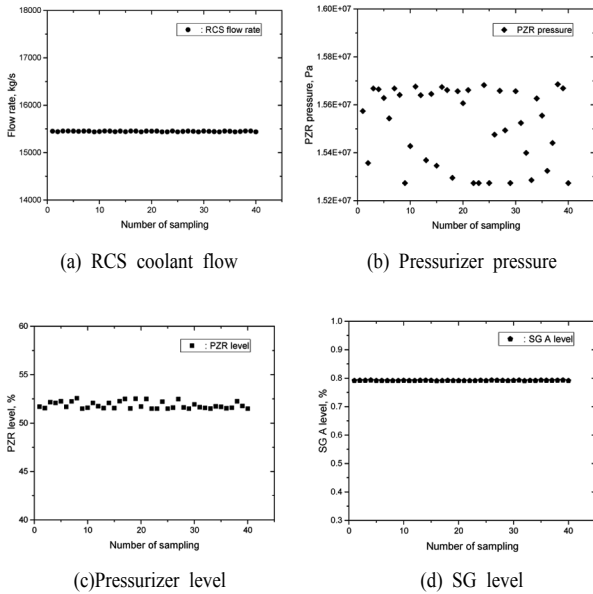 18000
17000
16000
15000
14000
Flow rate, kg/s
: RCS flow rate
0 10 20 30 40
Number of sampling
(a) RCS coolant flow
1.60E+07
1.58E+07
1.56E+07
1.54E+07
1.52E+07
PZR pressure, Pa
PZR pressure
0 10 20 30 40
Number of sampling
(b) Pressurizer pressure
60
55
50
45
40
PZR level, %
: PZR level
0 10 20 30 40
Number of sampling
(c)Pressurizer level
1.0
0.9
0.8
0.7
0.6
0.5
0.4
0.3
SG A level, %
: SG A level
0 10 20 30 40
Number of sampling
(d) SG level